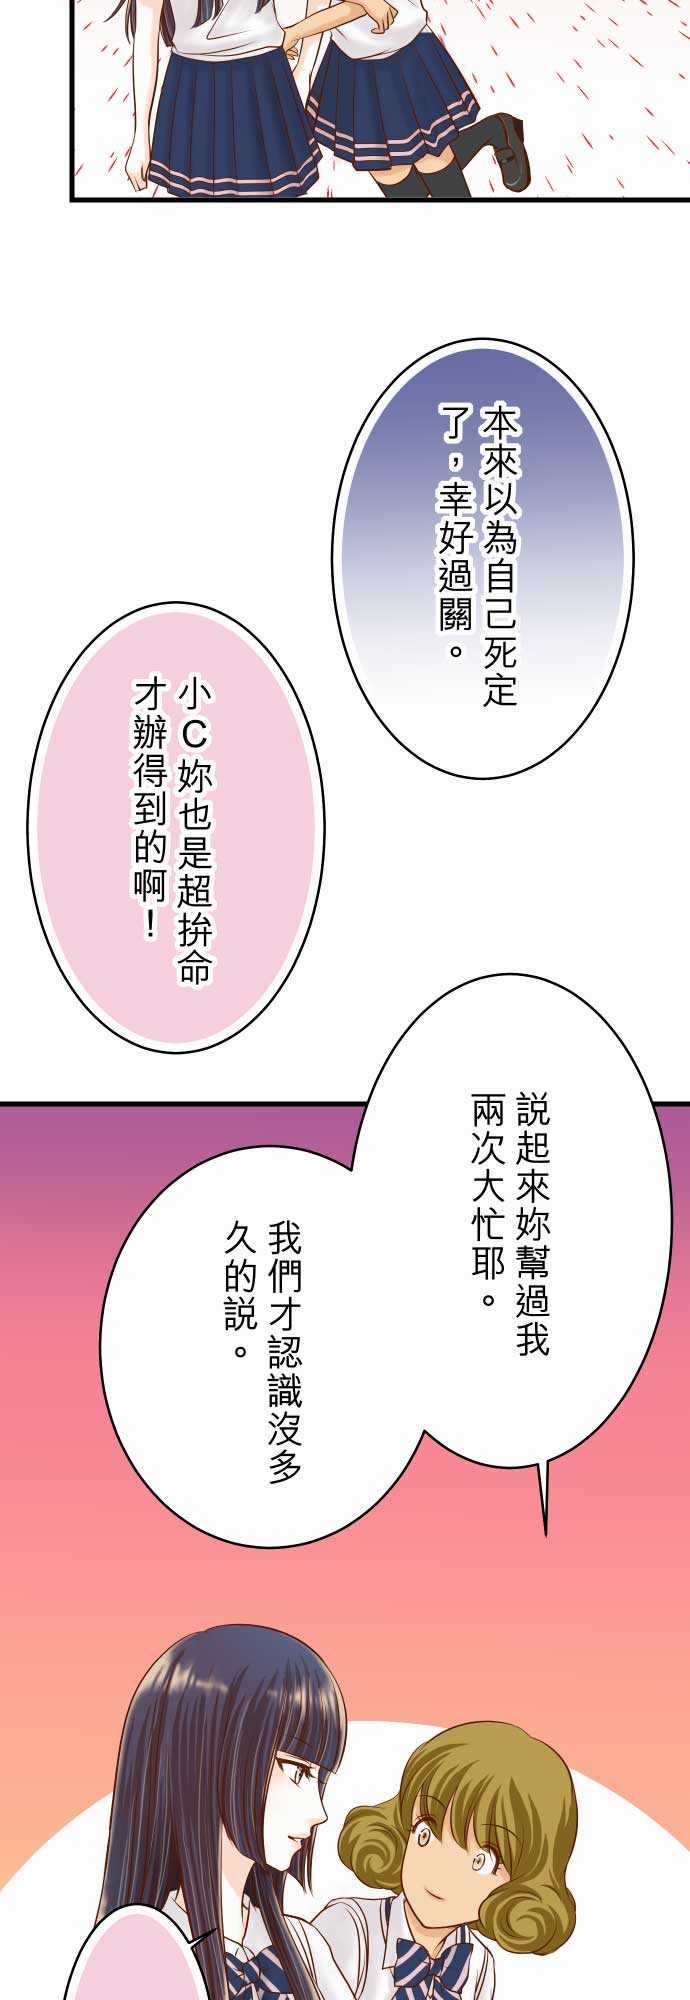 本來以為自己死定
了，幸好過關。
小C妳也是超拚命
才辦得到的啊！
説起來妳幫過我
兩次大忙耶。
我們才認識沒多
久的説。